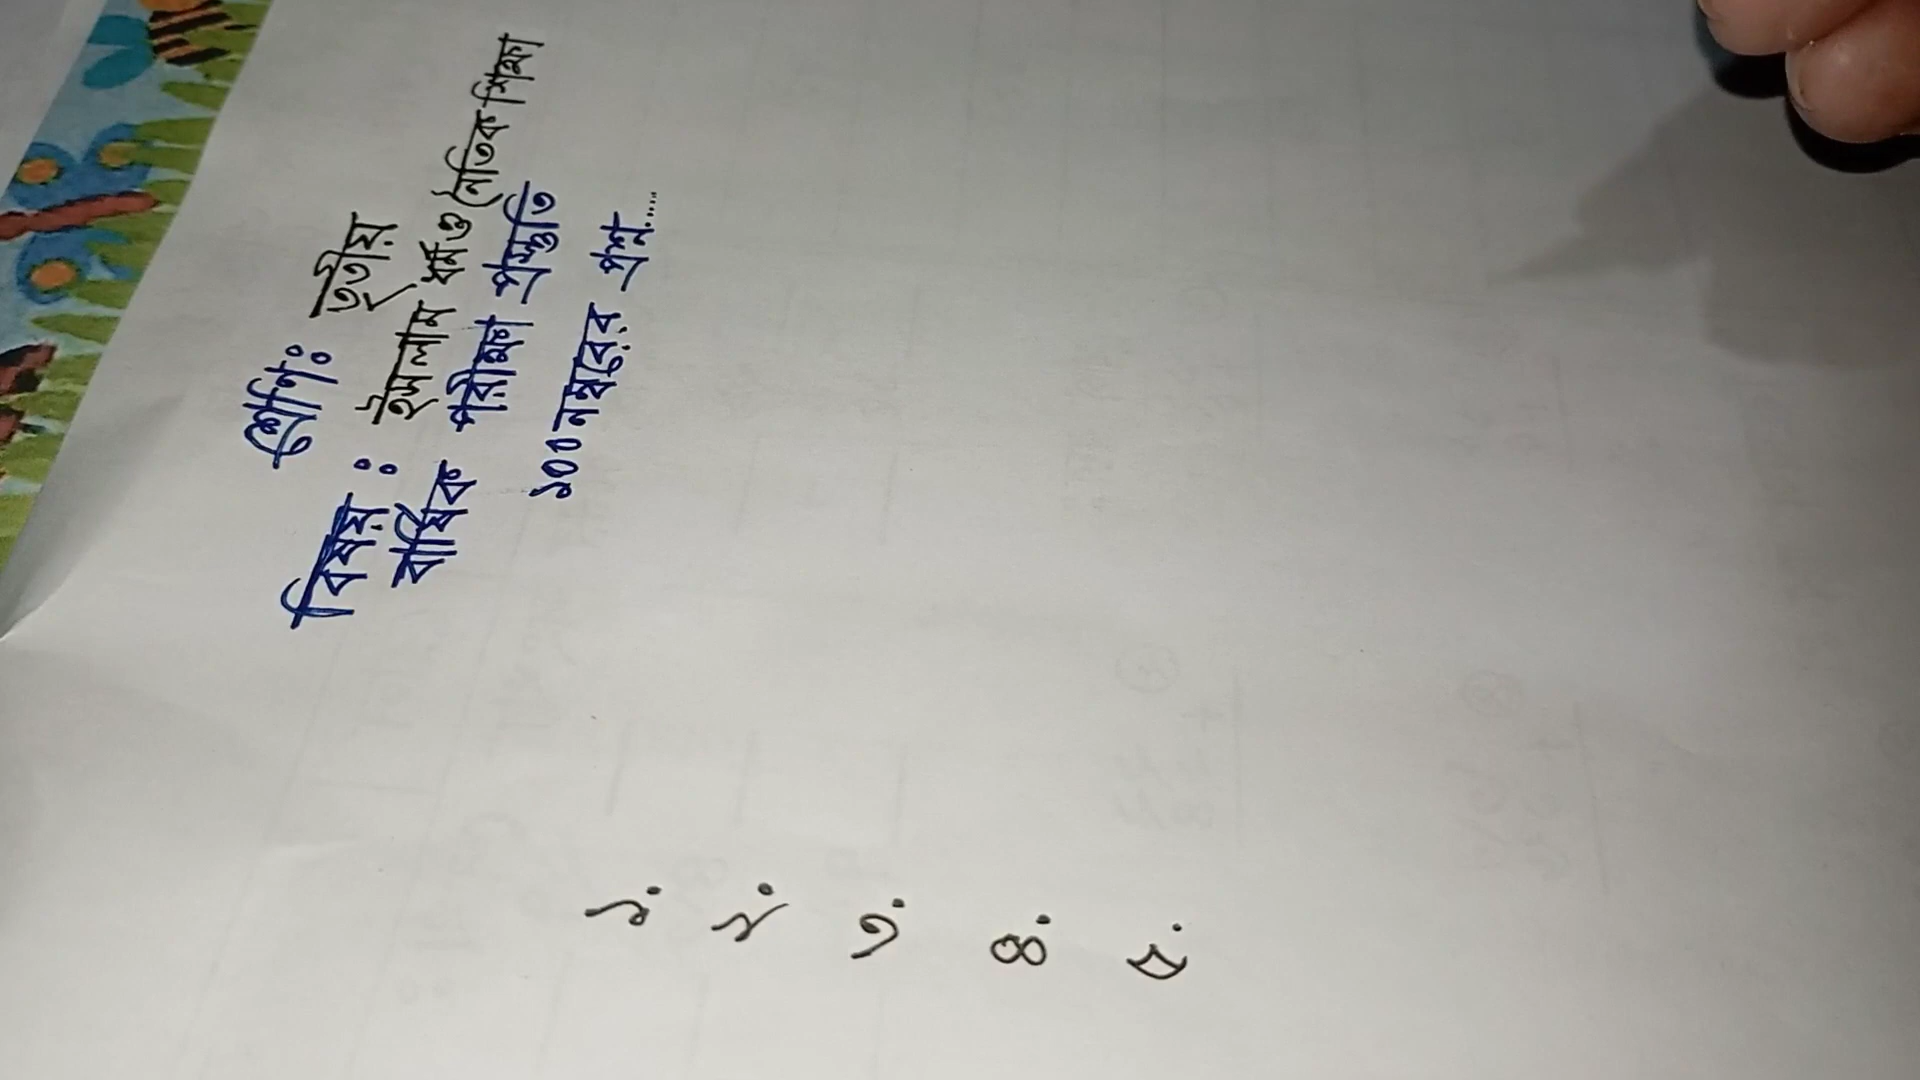 শ্রেণি: তৃতীয়
বিষয়: ইসলাম ধর্ম ও নৈতিক শিক্ষা
বার্ষিক পরীক্ষা প্রস্তুতি
১০০ নম্বরের প্রশ্ন.....
১.
২.
৩.
৪.
৫.